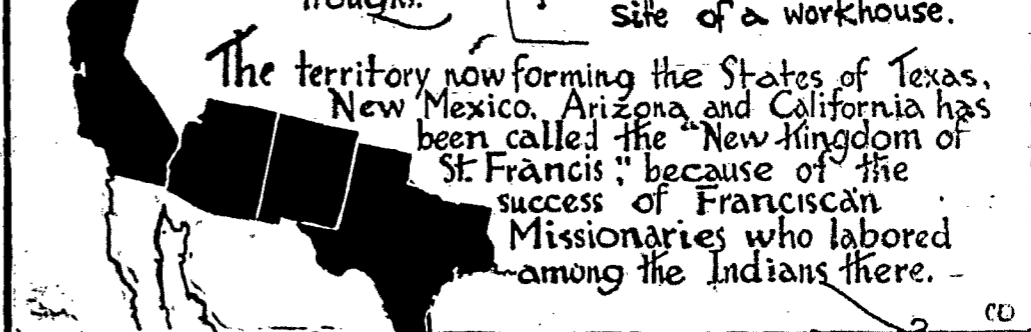 site of a workhouse.
The territory now forming the States of Texas,
New Mexico, Arizona and California has
been called the "New Kingdom of
St. Francis", because of the
success of Franciscan
Missionaries who labored
among the Indians there.